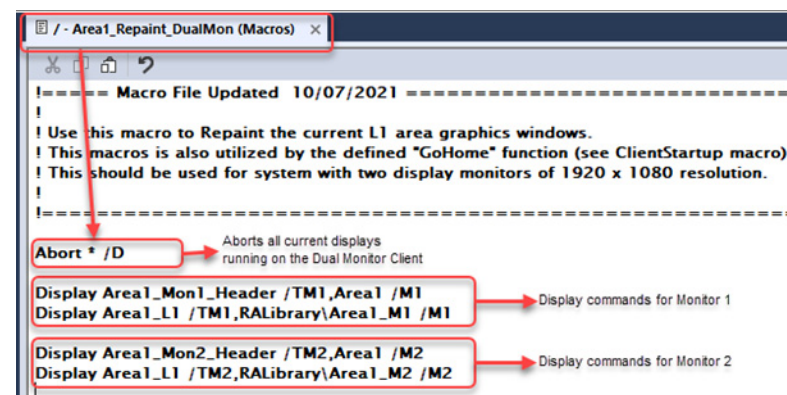 / - Area1_Repaint_DualMon (Macros) ×
!===== Macro File Updated 10/07/2021 ============================
!
! Use this macro to Repaint the current L1 area graphics windows.
! This macros is also utilized by the defined "GoHome" function (see ClientStartup macro)
! This should be used for system with two display monitors of 1920 x 1080 resolution.
!
!=======================================================
Abort * /D
Aborts all current displays
running on the Dual Monitor Client
Display Area1_Mon1_Header /TM1,Area1 /M1
Display Area1_L1 /TM1,RALibrary\Area1_M1 /M1
Display commands for Monitor 1
Display Area1_Mon2_Header /TM2,Area1 /M2
Display Area1_L1 /TM2,RALibrary\Area1_M2 /M2
Display commands for Monitor 2